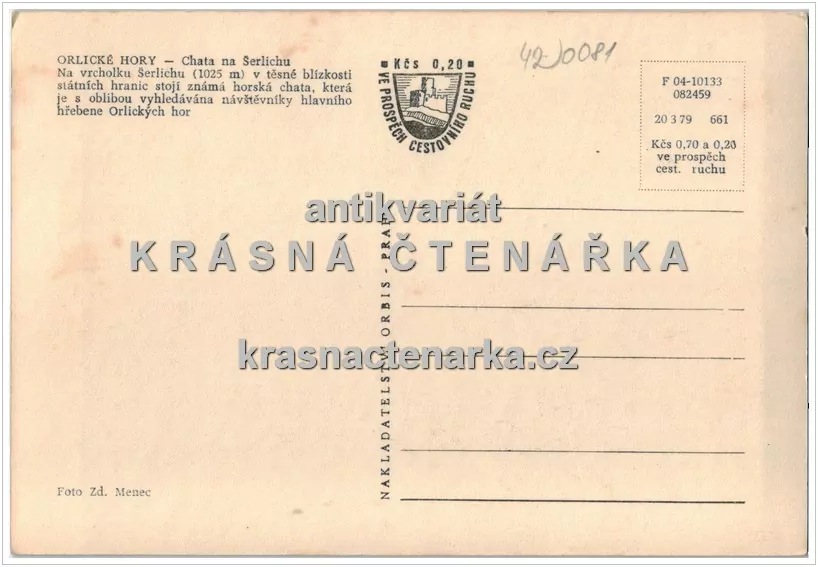 ORLICKÉ HORY — Chata na Šerlichu
Na vrcholku Šerlichu (1025 m) v těsné blízkosti
státních hranic stojí známá horská chata, která
je s oblibou vyhledávána návštěvníky hlavního
hřebene Orlických hor
Kčs 0,20
VE PROSPĚCH CESTOVNÍHO RUCHU
42-0081
F 04-10133
082459
20 3 79 661
Kčs 0,70 a 0,20
ve prospěch
cest. ruchu
antikvariát
KRÁSNÁ ČTENÁŘKA
krasnactenarka.cz
NAKLADATELSTVÍ ORBIS - PRAHA
Foto Zd. Menec